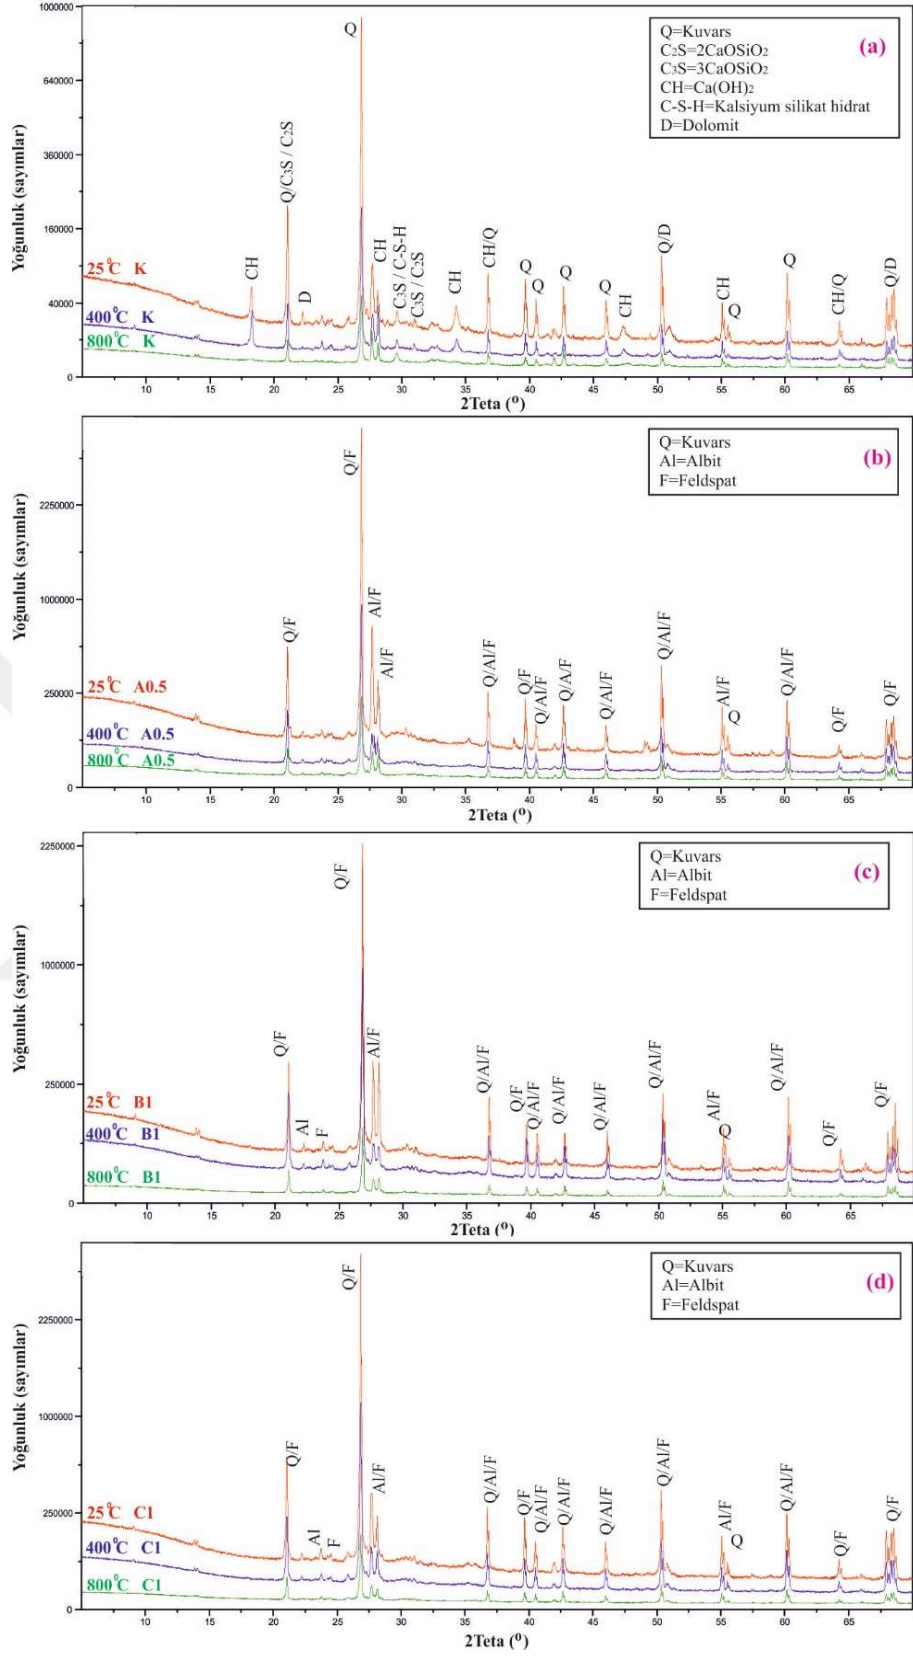 1000000
640000
360000
160000
40000
0
Yoğunluk (sayımlar)
Q=Kuvars
C2S=2CaOSiO2
C3S=3CaOSiO2
CH=Ca(OH)2
C-S-H=Kalsiyum silikat hidrat
D=Dolomit
(a)
25°C K
400°C K
800°C K
CH
Q/C3S / C2S
D
Q
CH
C3S / C-S-H
C3S / C2S
CH
CH/Q
Q
Q
Q
Q
CH
Q/D
CH
Q
Q
CH/Q
Q/D
10 15 20 25 30 35 40 45 50 55 60 65
2Teta (°)
2250000
1000000
250000
0
Yoğunluk (sayımlar)
Q=Kuvars
Al=Albit
F=Feldspat
(b)
25°C A0.5
400°C A0.5
800°C A0.5
Q/F
Q/F
Al/F
Al/F
Q/Al/F
Q/F
Q/Al/F
Q/A/F
Q/Al/F
Q/Al/F
Al/F
Q
Q/Al/F
Q/F
Q/F
10 15 20 25 30 35 40 45 50 55 60 65
2Teta (°)
2250000
1000000
250000
0
Yoğunluk (sayımlar)
Q=Kuvars
Al=Albit
F=Feldspat
(c)
25°C B1
400°C B1
800°C B1
Q/F
Al
F
Q/F
Al/F
Q/Al/F
Q/F
Q/Al/F
Q/Al/F
Q/Al/F
Q/Al/F
Al/F
Q
Q/Al/F
Q/F
Q/F
10 15 20 25 30 35 40 45 50 55 60 65
2Teta (°)
2250000
1000000
250000
0
Yoğunluk (sayımlar)
Q=Kuvars
Al=Albit
F=Feldspat
(d)
25°C C1
400°C C1
800°C C1
Q/F
Al
F
Q/F
Al/F
Q/Al/F
Q/F
Q/Al/F
Q/Al/F
Q/Al/F
Q/Al/F
Al/F
Q
Q/Al/F
Q/F
Q/F
10 15 20 25 30 35 40 45 50 55 60 65
2Teta (°)